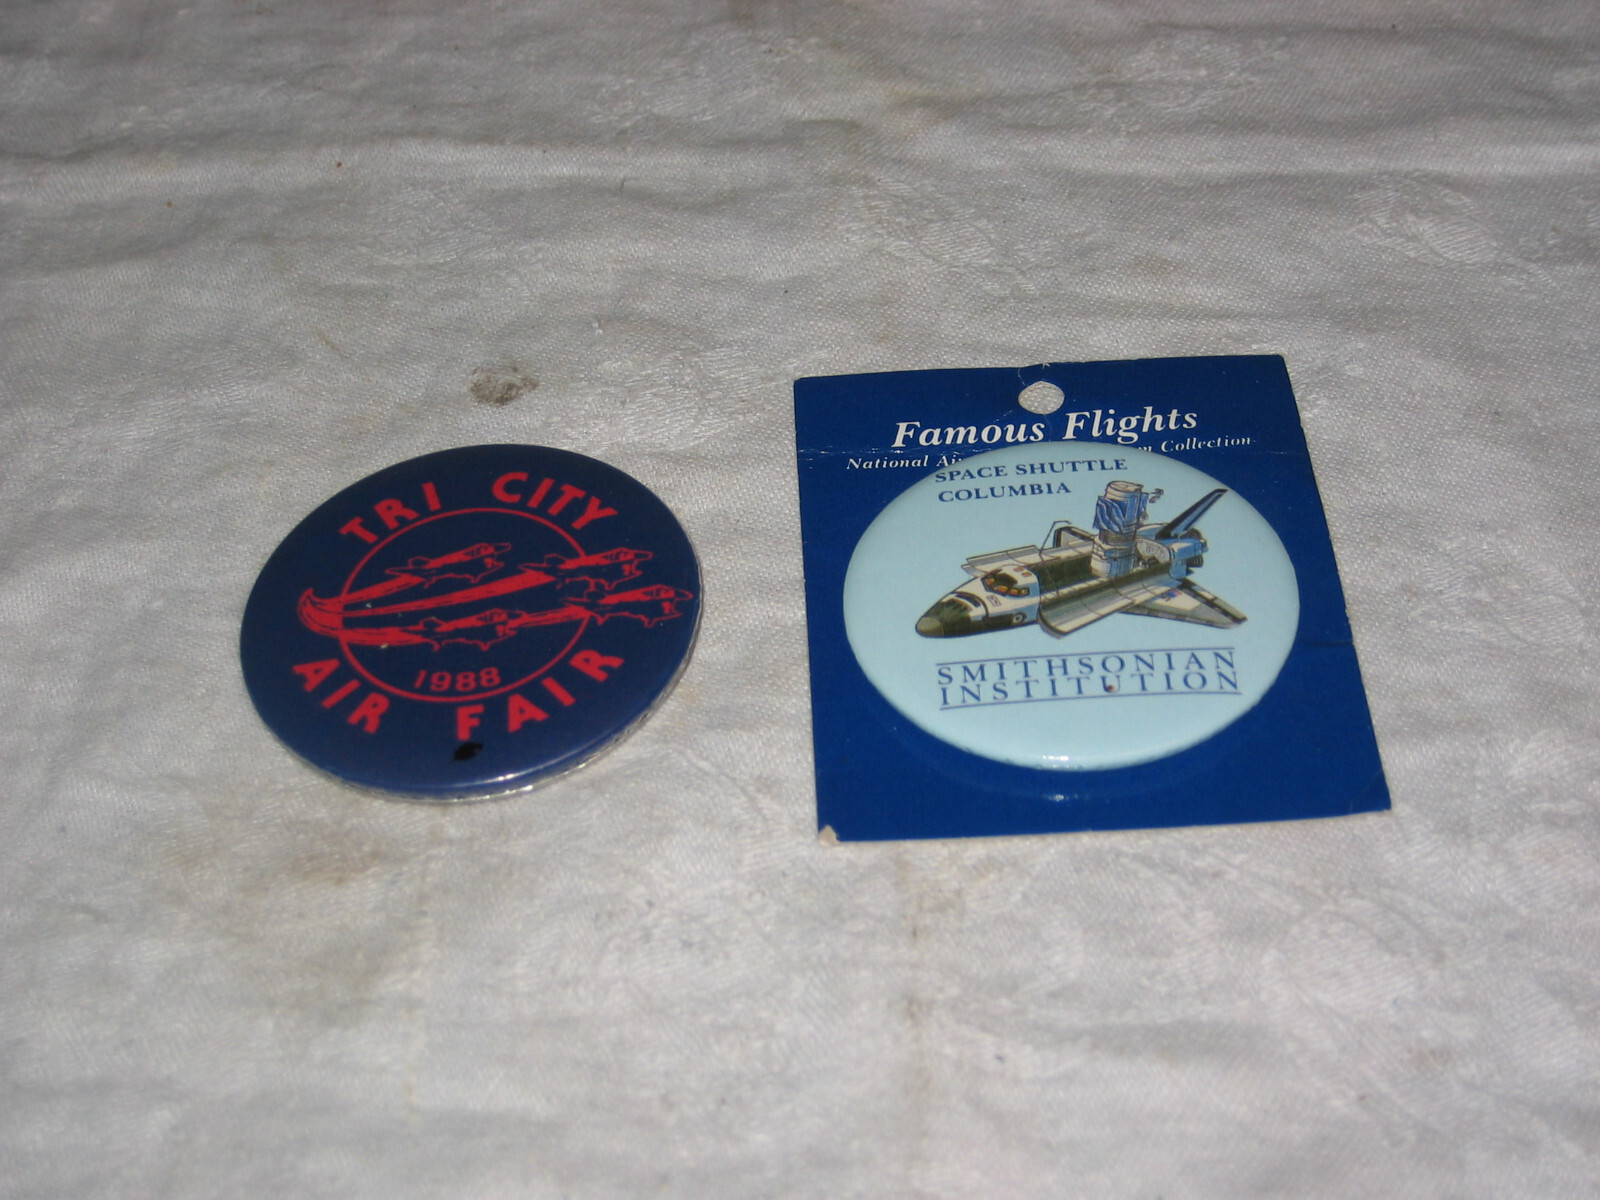 TRI CITY
1988
AIR FAIR
Famous Flights
National Collection
SPACE SHUTTLE
COLUMBIA
SMITHSONIAN
INSTITUTION